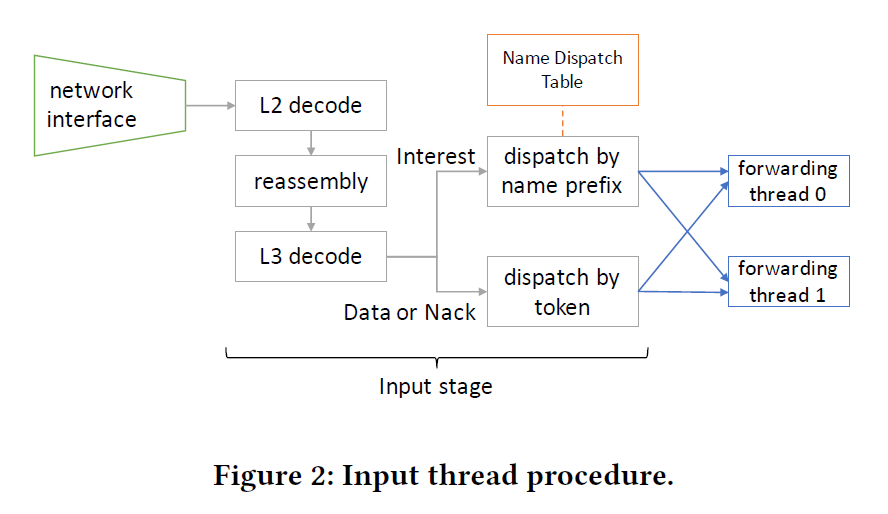 Name Dispatch
Table
network
interface
L2 decode
reassembly
L3 decode
Interest
dispatch by
name prefix
Data or Nack
dispatch by
token
forwarding
thread 0
forwarding
thread 1
Input stage
Figure 2: Input thread procedure.